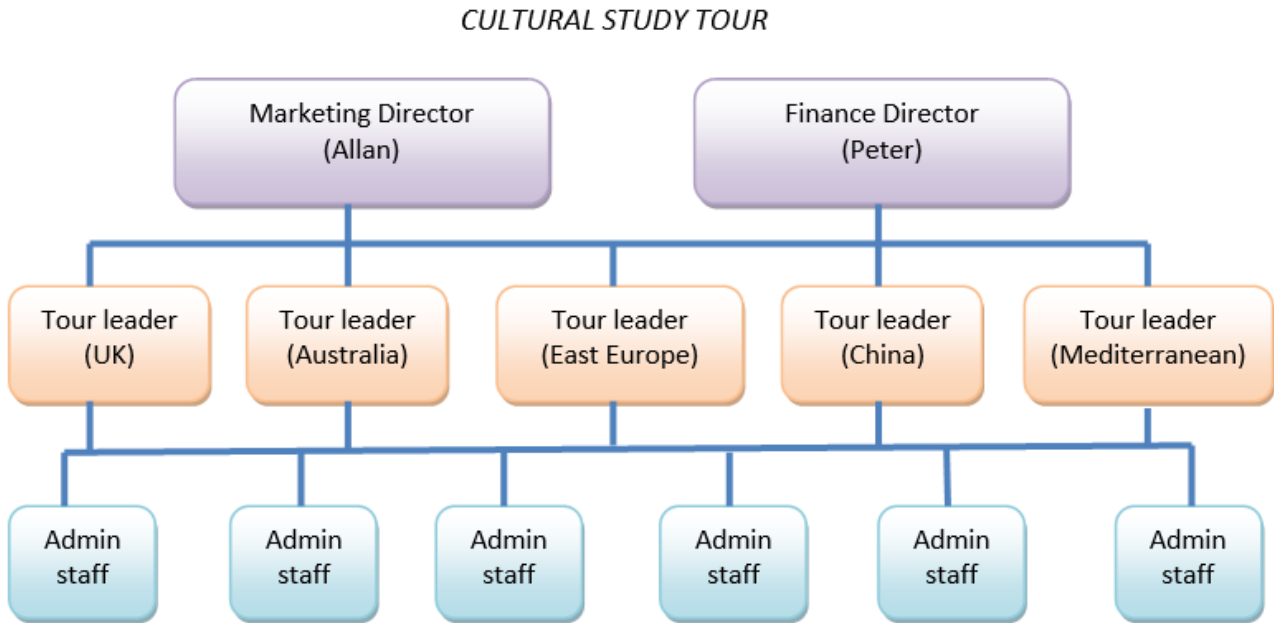 CULTURAL STUDY TOUR
Marketing Director
(Allan)
Finance Director
(Peter)
Tour leader
(UK)
Tour leader
(Australia)
Tour leader
(East Europe)
Tour leader
(China)
Tour leader
(Mediterranean)
Admin
staff
Admin
staff
Admin
staff
Admin
staff
Admin
staff
Admin
staff